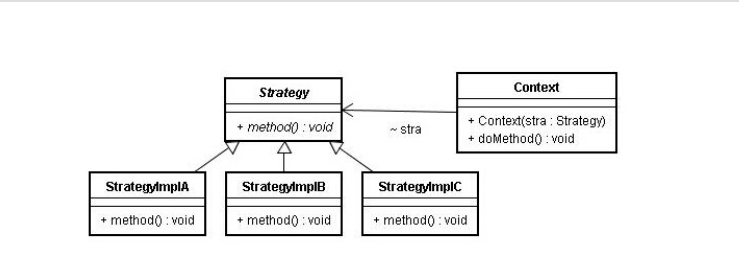 Strategy
+ method() : void
Context
+ Context(stra : Strategy)
+ doMethod() : void
~ stra
StrategyImplA
+ method() : void
StrategyImplB
+ method() : void
StrategyImplC
+ method() : void